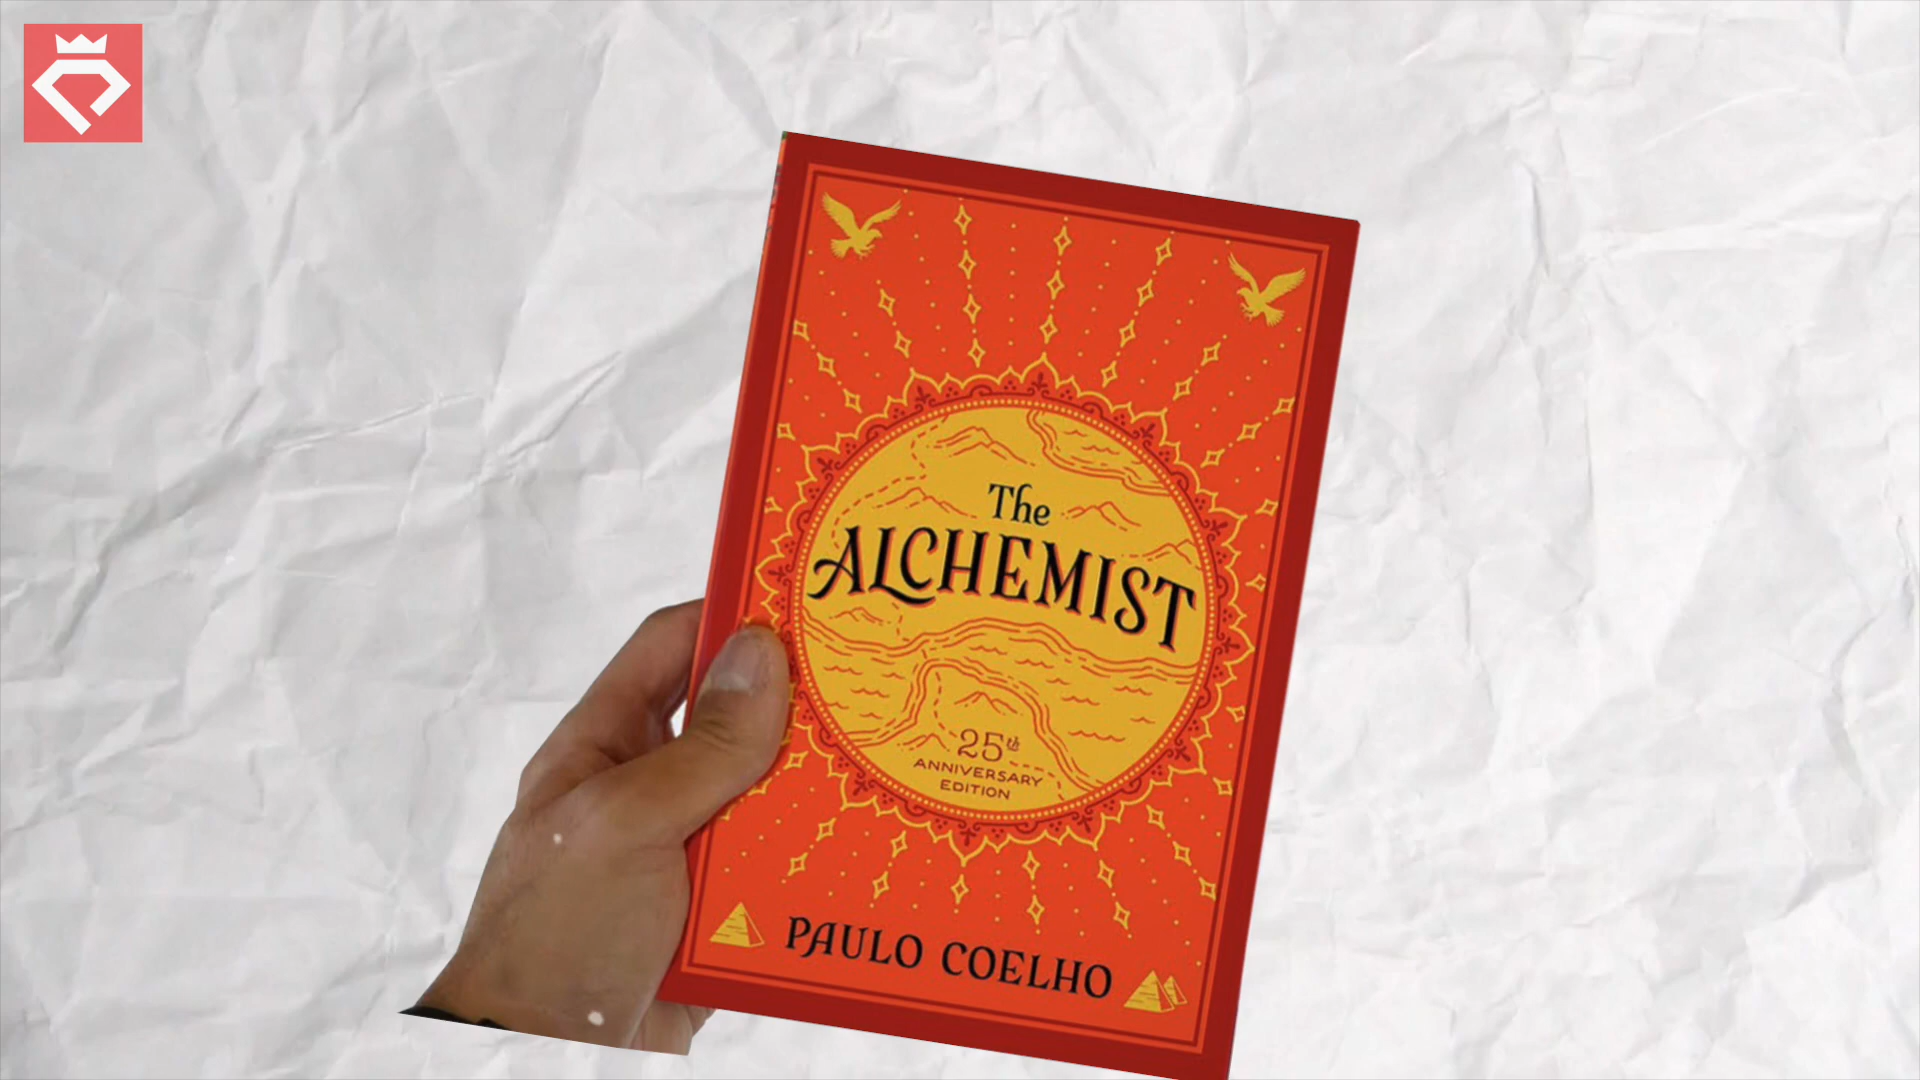 The
ALCHEMIST
25th
ANNIVERSARY
EDITION
PAULO COELHO